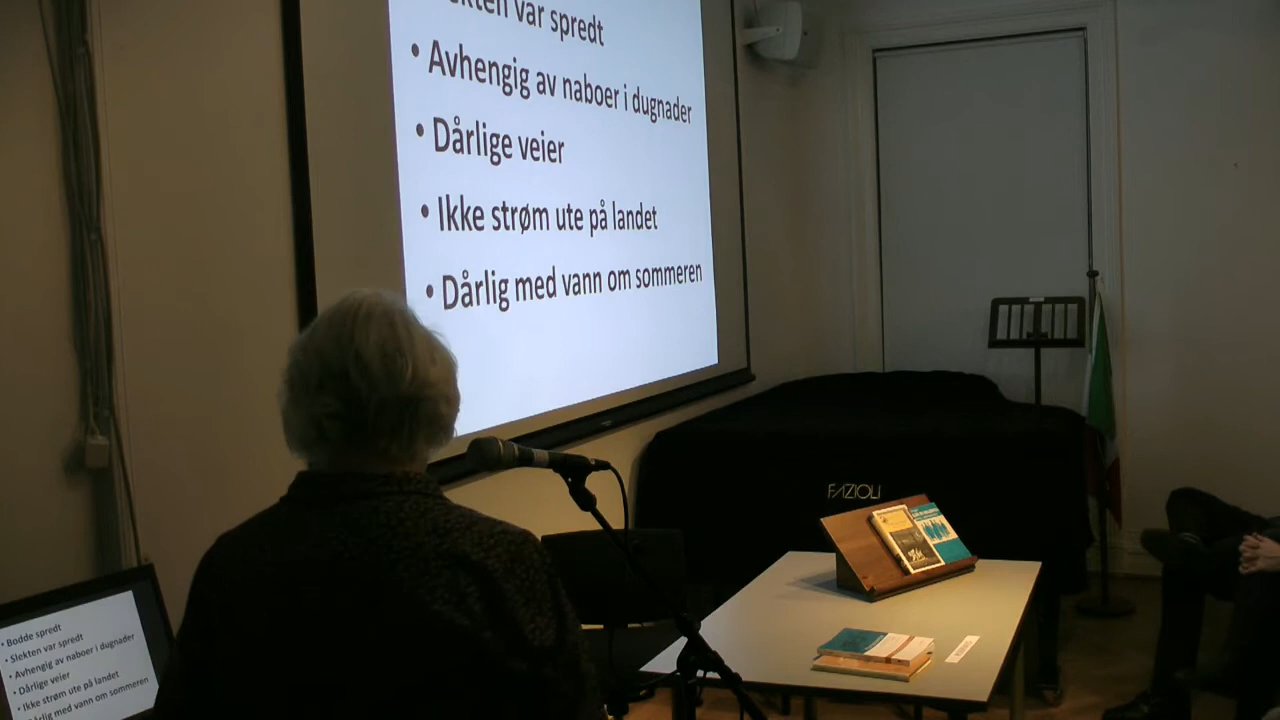 Slekten var spredt
• Avhengig av naboer i dugnader
• Dårlige veier
• Ikke strøm ute på landet
• Dårlig med vann om sommeren
FAZIOLI
• Bodde spredt
• Slekten var spredt
• Avhengig av naboer i dugnader
• Dårlige veier
• Ikke strøm ute på landet
• Dårlig med vann om sommeren